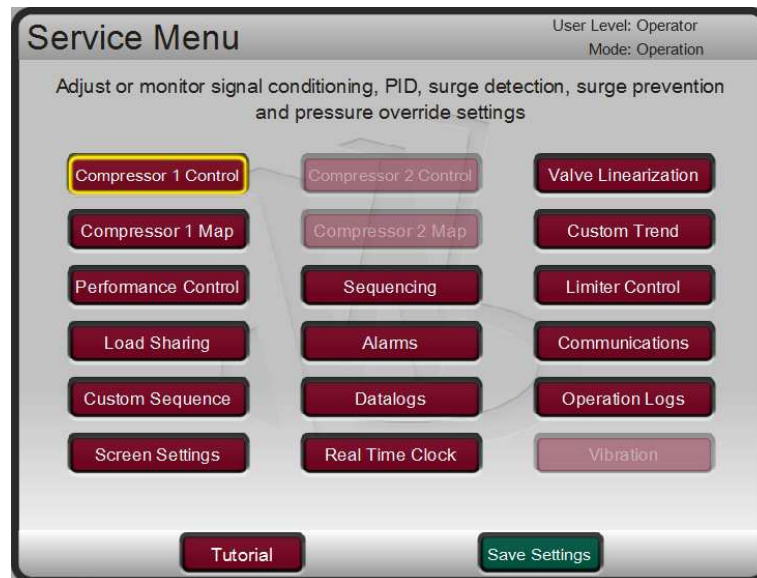 Service Menu
User Level: Operator
Mode: Operation
Adjust or monitor signal conditioning, PID, surge detection, surge prevention
and pressure override settings
Compressor 1 Control
Compressor 2 Control
Valve Linearization
Compressor 1 Map
Compressor 2 Map
Custom Trend
Performance Control
Sequencing
Limiter Control
Load Sharing
Alarms
Communications
Custom Sequence
Datalogs
Operation Logs
Screen Settings
Real Time Clock
Vibration
Tutorial
Save Settings